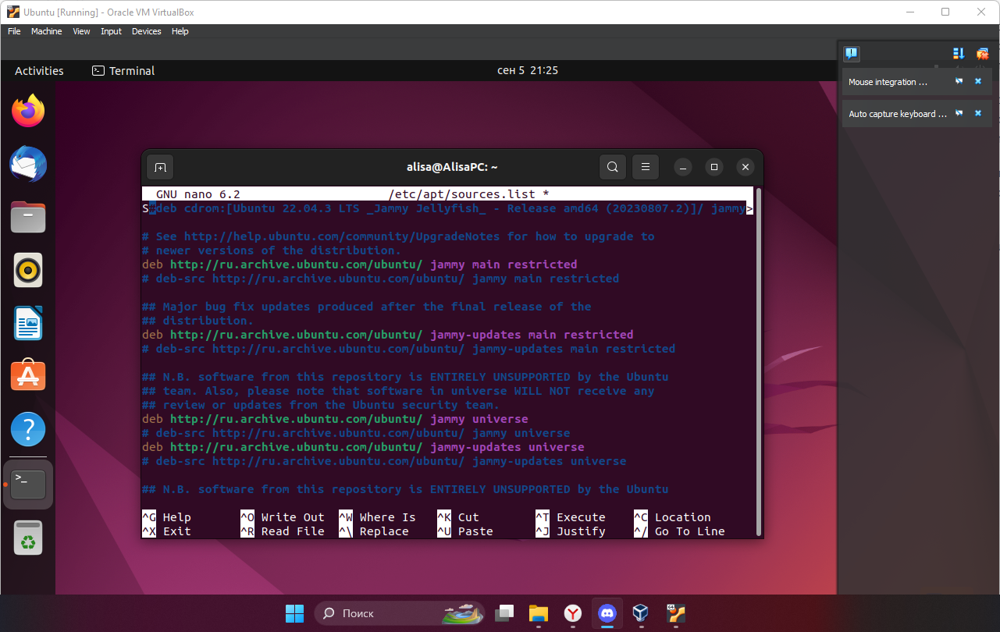 Ubuntu [Running] - Oracle VM VirtualBox
File Machine View Input Devices Help
Activities Terminal сен 5 21:25
Mouse integration ...
Auto capture keyboard ...
alisa@AlisaPC: ~
GNU nano 6.2 /etc/apt/sources.list *
S#deb cdrom:[Ubuntu 22.04.3 LTS _Jammy Jellyfish_ - Release amd64 (20230807.2)]/ jammy>
# See http://help.ubuntu.com/community/UpgradeNotes for how to upgrade to
# newer versions of the distribution.
deb http://ru.archive.ubuntu.com/ubuntu/ jammy main restricted
# deb-src http://ru.archive.ubuntu.com/ubuntu/ jammy main restricted
## Major bug fix updates produced after the final release of the
## distribution.
deb http://ru.archive.ubuntu.com/ubuntu/ jammy-updates main restricted
# deb-src http://ru.archive.ubuntu.com/ubuntu/ jammy-updates main restricted
## N.B. software from this repository is ENTIRELY UNSUPPORTED by the Ubuntu
## team. Also, please note that software in universe WILL NOT receive any
## review or updates from the Ubuntu security team.
deb http://ru.archive.ubuntu.com/ubuntu/ jammy universe
# deb-src http://ru.archive.ubuntu.com/ubuntu/ jammy universe
deb http://ru.archive.ubuntu.com/ubuntu/ jammy-updates universe
# deb-src http://ru.archive.ubuntu.com/ubuntu/ jammy-updates universe
## N.B. software from this repository is ENTIRELY UNSUPPORTED by the Ubuntu
^G Help ^O Write Out ^W Where Is ^K Cut ^T Execute ^C Location
^X Exit ^R Read File ^\ Replace ^U Paste ^J Justify ^/ Go To Line
Поиск